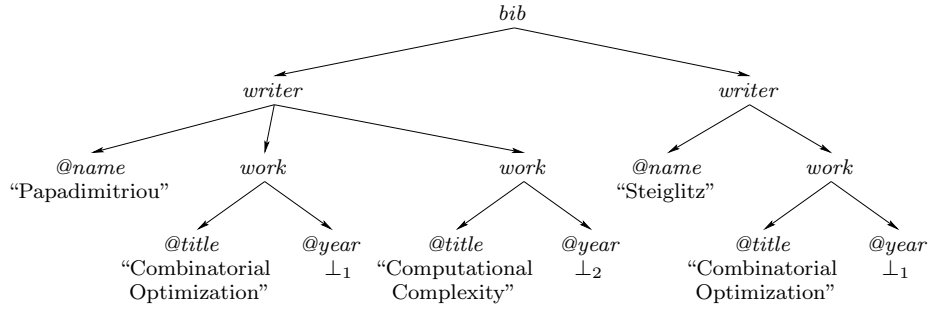 bib
writer writer
@name work work @name work
“Papadimitriou” “Steiglitz”
@title @year @title @year @title @year
“Combinatorial ⊥1 “Computational ⊥2 “Combinatorial ⊥1
Optimization” Complexity” Optimization”